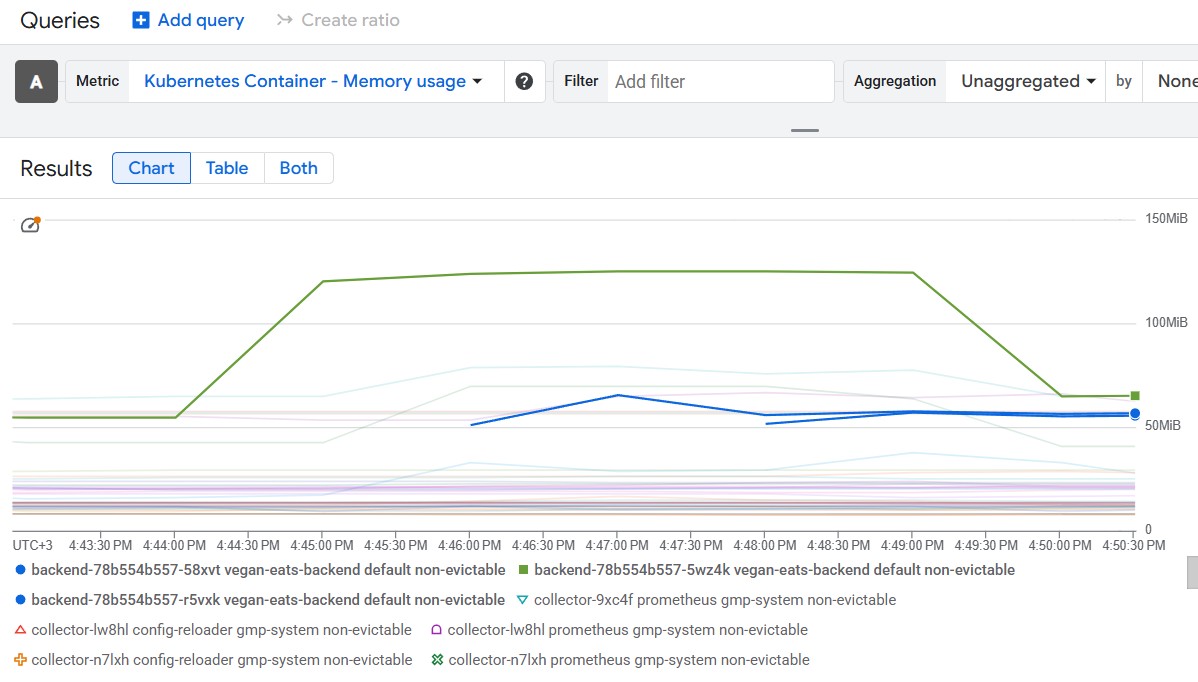 Queries Add query Create ratio
A Metric Kubernetes Container - Memory usage ? Filter Add filter Aggregation Unaggregated by None
Results Chart Table Both
150MiB
100MiB
50MiB
0
UTC+3 4:43:30 PM 4:44:00 PM 4:44:30 PM 4:45:00 PM 4:45:30 PM 4:46:00 PM 4:46:30 PM 4:47:00 PM 4:47:30 PM 4:48:00 PM 4:48:30 PM 4:49:00 PM 4:49:30 PM 4:50:00 PM 4:50:30 PM
backend-78b554b557-58xvt vegan-eats-backend default non-evictable backend-78b554b557-5wz4k vegan-eats-backend default non-evictable
backend-78b554b557-r5vxk vegan-eats-backend default non-evictable collector-9xc4f prometheus gmp-system non-evictable
collector-lw8hl config-reloader gmp-system non-evictable collector-lw8hl prometheus gmp-system non-evictable
collector-n7lxh config-reloader gmp-system non-evictable collector-n7lxh prometheus gmp-system non-evictable